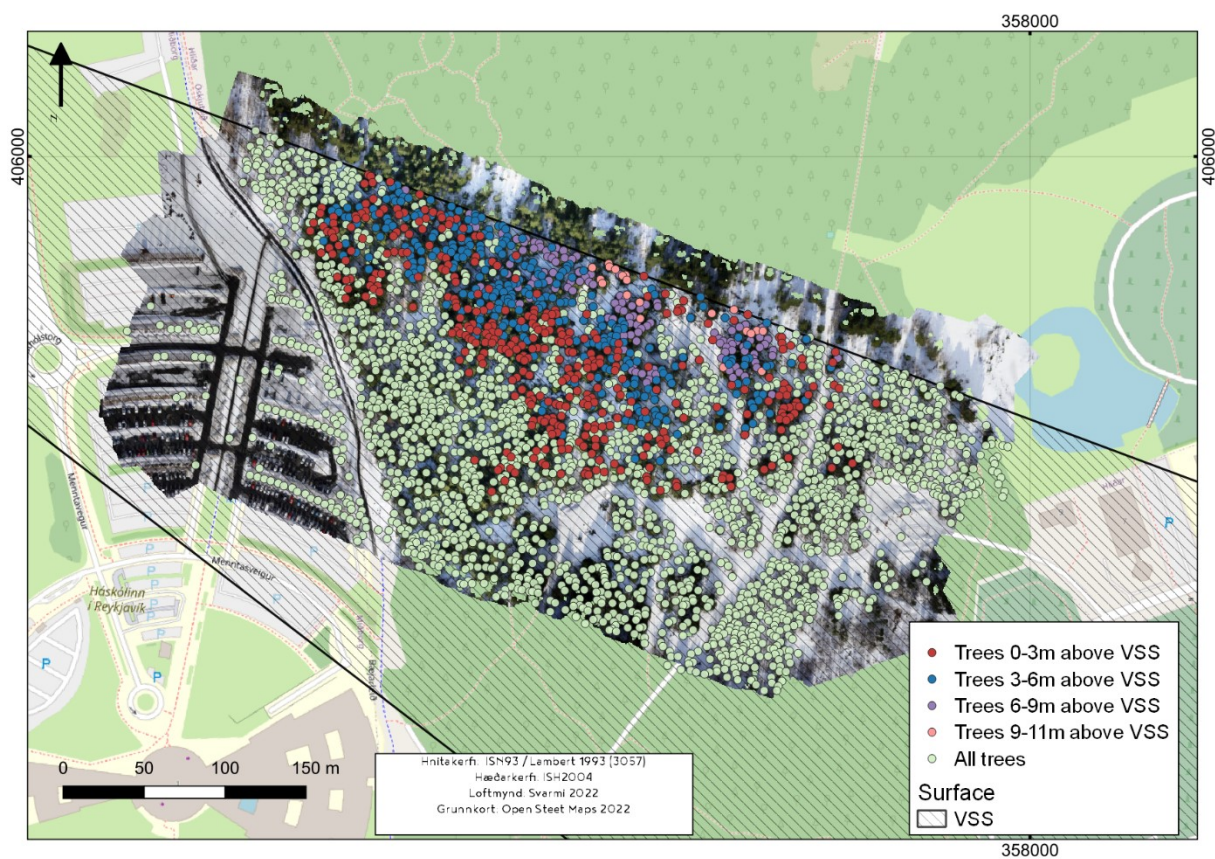 358000
406000
406000
Hlíðar
Menntavegur
Menntasveigur
Háskólinn
í Reykjavík
P
P
P
P
P
P
P
0 50 100 150 m
Hnitakerfi. ISN93 / Lambert 1993 (3057)
Hæðarkerfi. ISH2004
Loftmynd. Svarmi 2022
Grunnkort. Open Steet Maps 2022
Trees 0-3m above VSS
Trees 3-6m above VSS
Trees 6-9m above VSS
Trees 9-11m above VSS
All trees
Surface
VSS
358000